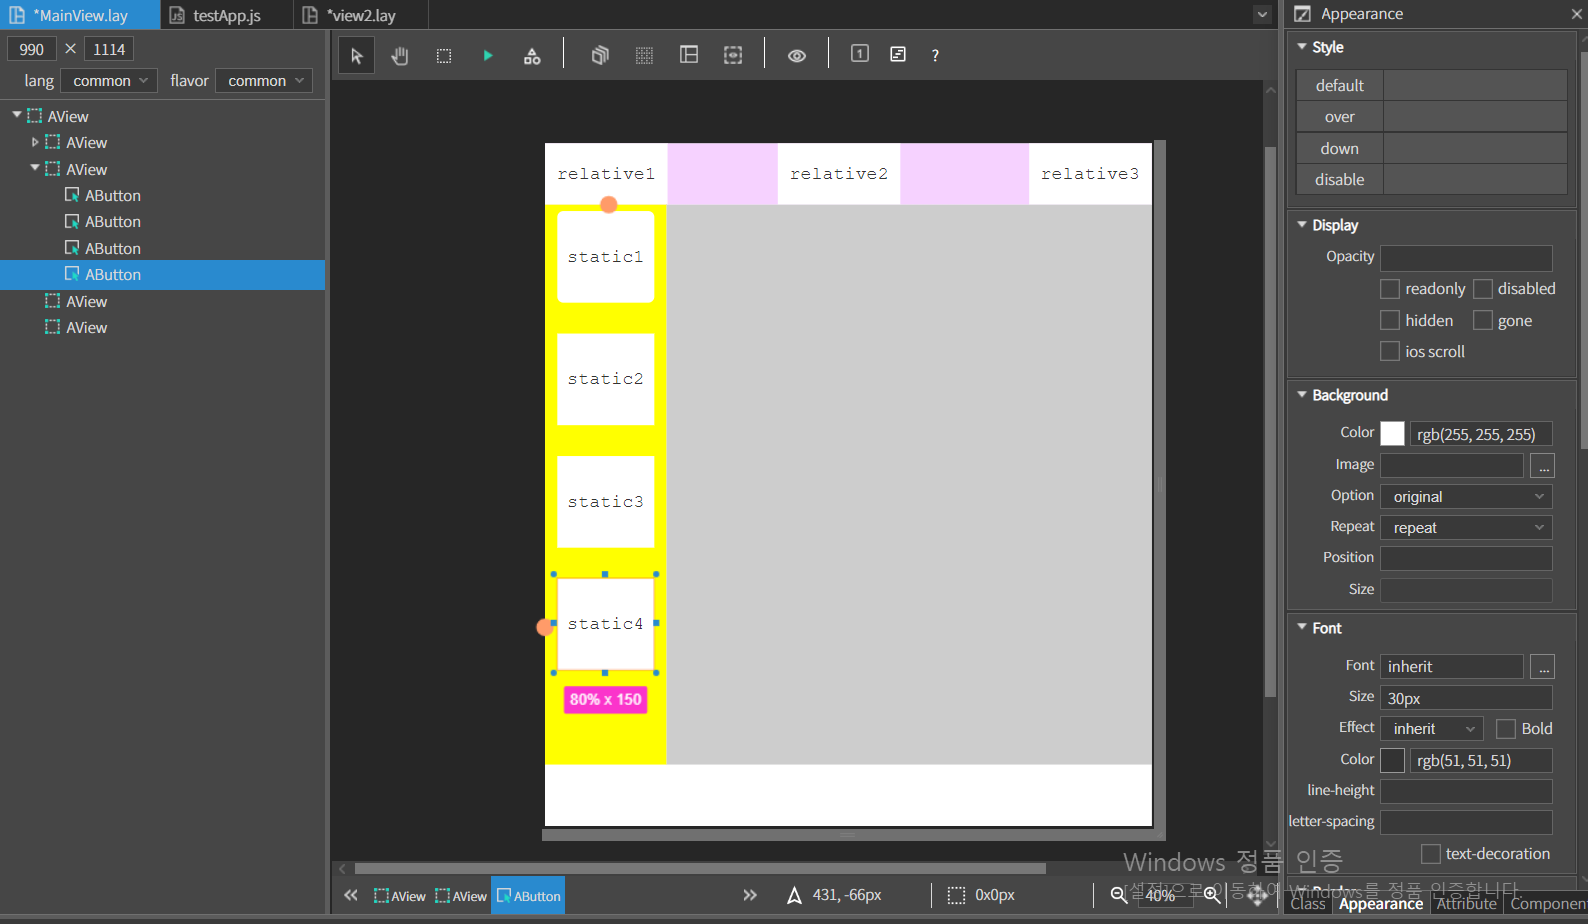 *MainView.lay
testApp.js
*view2.lay
990 × 1114
lang common flavor common
AView
AView
AView
AButton
AButton
AButton
AButton
AView
AView
1
?
relative1
relative2
relative3
static1
static2
static3
static4
80% x 150
AView AView AButton
431, -66px
0x0px
40%
Appearance
Style
default
over
down
disable
Display
Opacity
readonly disabled
hidden gone
ios scroll
Background
Color rgb(255, 255, 255)
Image ...
Option original
Repeat repeat
Position
Size
Font
Font inherit ...
Size 30px
Effect inherit Bold
Color rgb(51, 51, 51)
line-height
letter-spacing
text-decoration
Windows 정품 인증
[설정]으로 이동하여 Windows를 정품 인증합니다.
Class Appearance Attribute Componen